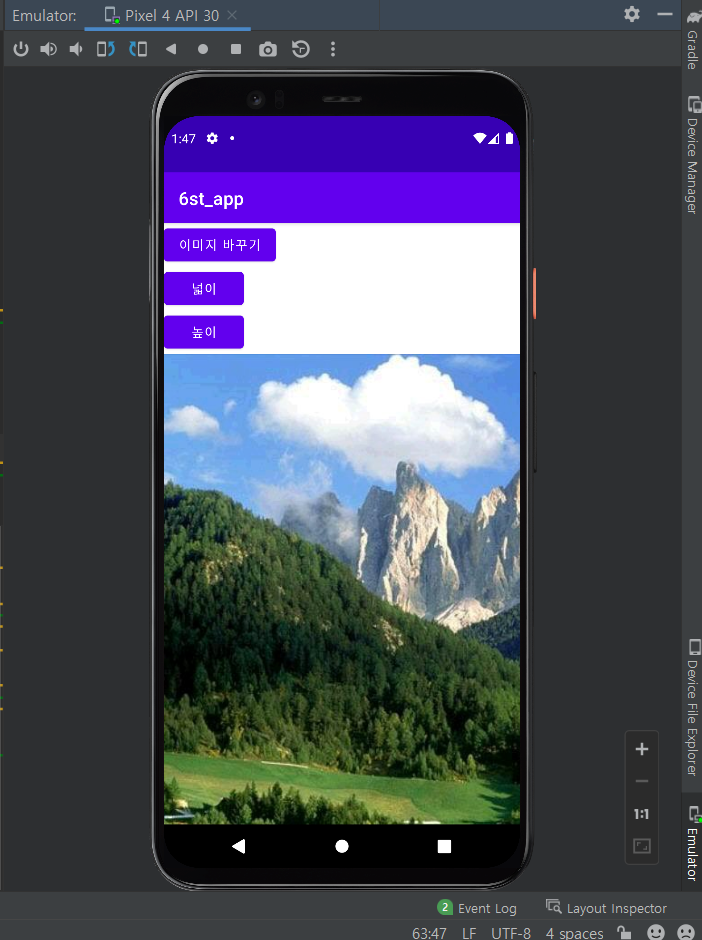 Emulator: Pixel 4 API 30
1:47
6st_app
이미지 바꾸기
넓이
높이
1:1
Gradle
Device Manager
Device File Explorer
Emulator
2 Event Log Layout Inspector
63:47 LF UTF-8 4 spaces